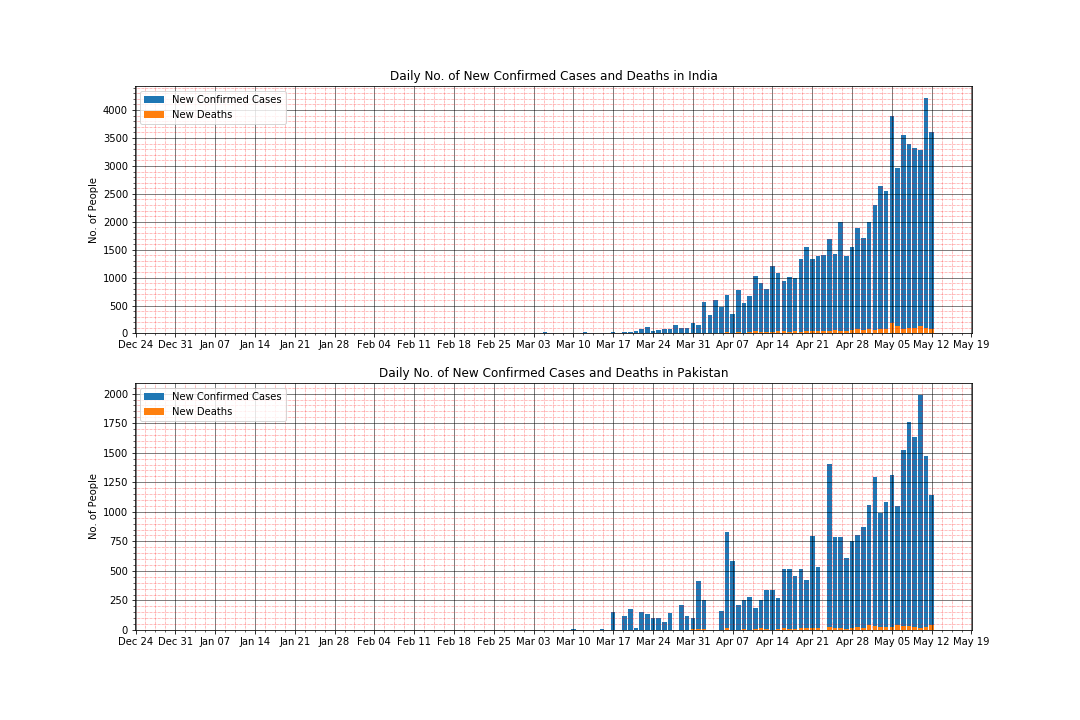 Daily No. of New Confirmed Cases and Deaths in India
New Confirmed Cases
New Deaths
No. of People
4000
3500
3000
2500
2000
1500
1000
500
0
Dec 24 Dec 31 Jan 07 Jan 14 Jan 21 Jan 28 Feb 04 Feb 11 Feb 18 Feb 25 Mar 03 Mar 10 Mar 17 Mar 24 Mar 31 Apr 07 Apr 14 Apr 21 Apr 28 May 05 May 12 May 19
Daily No. of New Confirmed Cases and Deaths in Pakistan
New Confirmed Cases
New Deaths
No. of People
2000
1750
1500
1250
1000
750
500
250
0
Dec 24 Dec 31 Jan 07 Jan 14 Jan 21 Jan 28 Feb 04 Feb 11 Feb 18 Feb 25 Mar 03 Mar 10 Mar 17 Mar 24 Mar 31 Apr 07 Apr 14 Apr 21 Apr 28 May 05 May 12 May 19